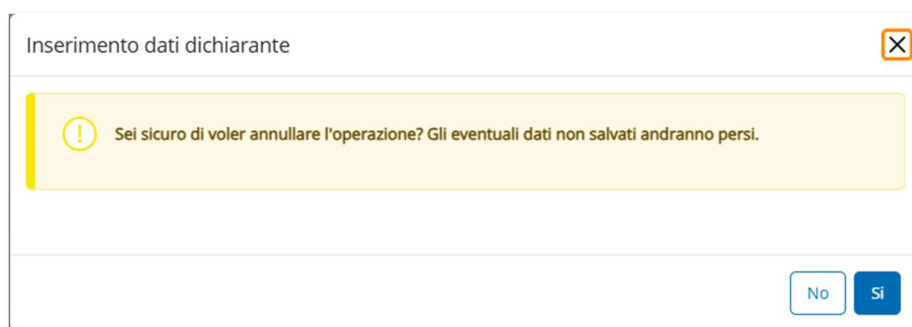 Inserimento dati dichiarante
Sei sicuro di voler annullare l'operazione? Gli eventuali dati non salvati andranno persi.
No
Si